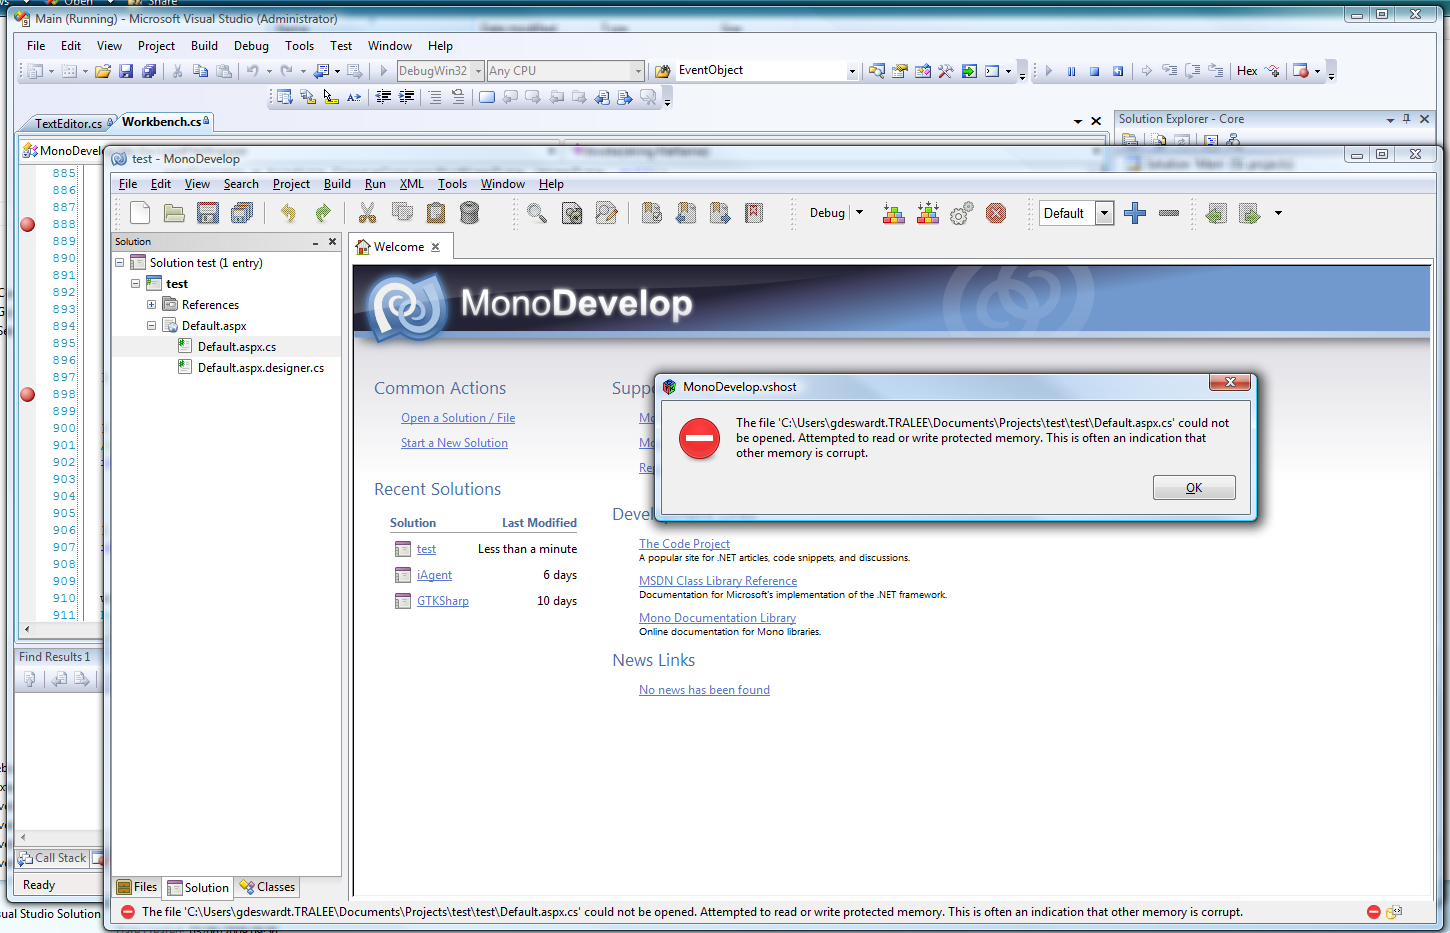 Open
Share
Main (Running) - Microsoft Visual Studio (Administrator)
File Edit View Project Build Debug Tools Test Window Help
DebugWin32 Any CPU EventObject Hex
TextEditor.cs Workbench.cs
Solution Explorer - Core
MonoDevel
test - MonoDevelop
File Edit View Search Project Build Run XML Tools Window Help
Debug Default
Solution
Welcome
Solution test (1 entry)
test
References
Default.aspx
Default.aspx.cs
Default.aspx.designer.cs
885
886
887
888
889
890
891
892
893
894
895
896
897
898
899
900
901
902
903
904
905
906
907
908
909
910
911
MonoDevelop
Common Actions
Open a Solution / File
Start a New Solution
Recent Solutions
Solution Last Modified
test Less than a minute
iAgent 6 days
GTKSharp 10 days
Supp
Mo
Mo
Re
MonoDevelop.vshost
The file 'C:\Users\gdeswardt.TRALEE\Documents\Projects\test\test\Default.aspx.cs' could not
be opened. Attempted to read or write protected memory. This is often an indication that
other memory is corrupt.
OK
Devel
The Code Project
A popular site for .NET articles, code snippets, and discussions.
MSDN Class Library Reference
Documentation for Microsoft's implementation of the .NET framework.
Mono Documentation Library
Online documentation for Mono libraries.
News Links
No news has been found
Find Results 1
Call Stack
Ready
Files Solution Classes
ual Studio Solution
The file 'C:\Users\gdeswardt.TRALEE\Documents\Projects\test\test\Default.aspx.cs' could not be opened. Attempted to read or write protected memory. This is often an indication that other memory is corrupt.